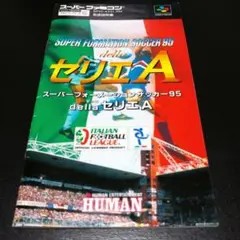 スーパーファミコン
SUPER FORMATION SOCCER 95
della
セリエA
スーパーフォーメーションサッカー95
della セリエA
ITALIAN
FOOTBALL
LEAGUE
HUMAN ENTERTAINMENT
HUMAN